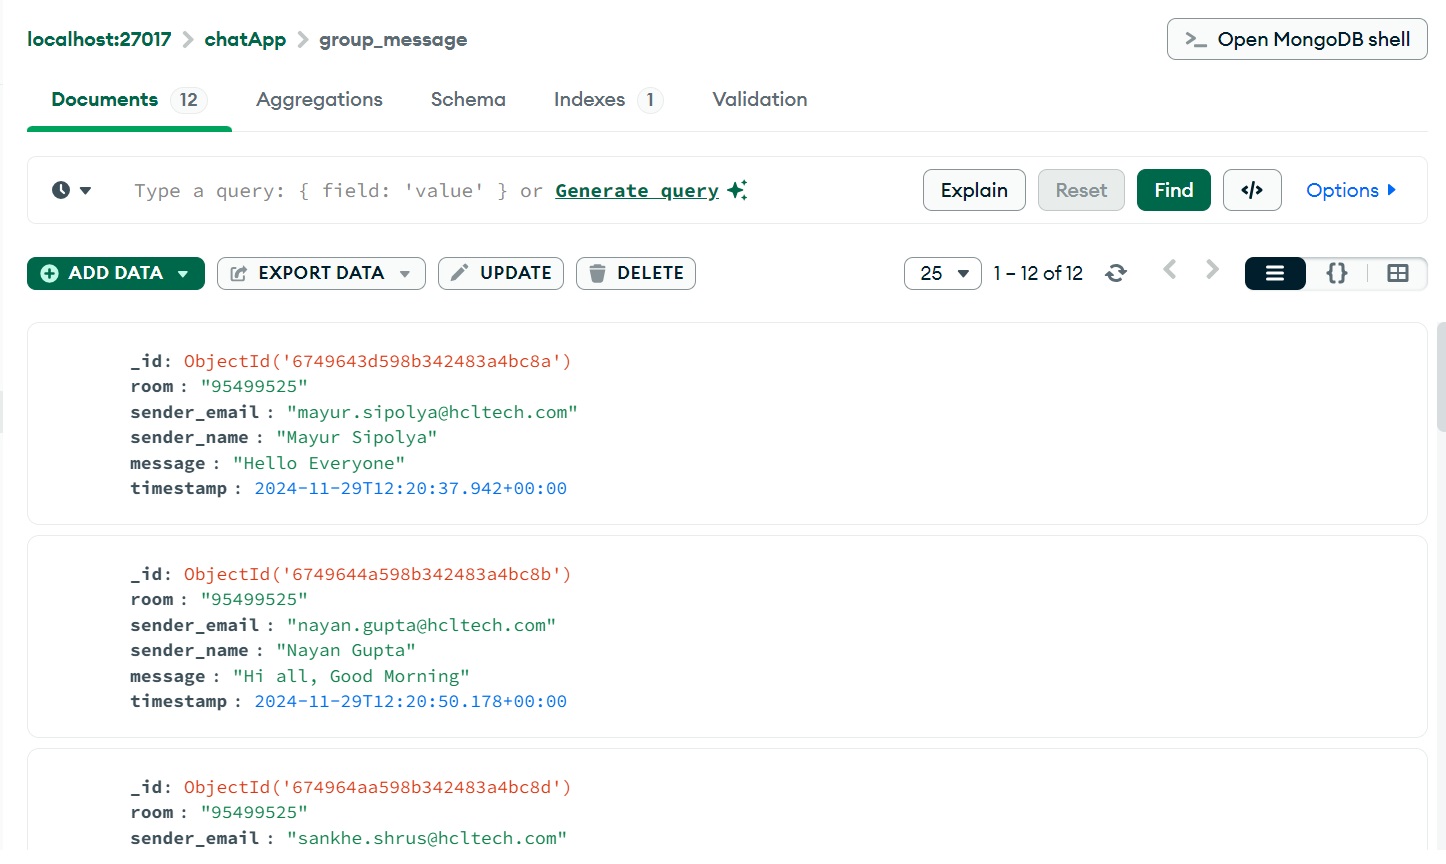 localhost:27017 > chatApp > group_message
>_ Open MongoDB shell
Documents 12 Aggregations Schema Indexes 1 Validation
Type a query: { field: 'value' } or Generate query
Explain Reset Find </> Options
ADD DATA EXPORT DATA UPDATE DELETE 25 1 – 12 of 12 {}
_id: ObjectId('6749643d598b342483a4bc8a')
room : "95499525"
sender_email : "mayur.sipolya@hcltech.com"
sender_name : "Mayur Sipolya"
message : "Hello Everyone"
timestamp : 2024-11-29T12:20:37.942+00:00
_id: ObjectId('6749644a598b342483a4bc8b')
room : "95499525"
sender_email : "nayan.gupta@hcltech.com"
sender_name : "Nayan Gupta"
message : "Hi all, Good Morning"
timestamp : 2024-11-29T12:20:50.178+00:00
_id: ObjectId('674964aa598b342483a4bc8d')
room : "95499525"
sender_email : "sankhe.shrus@hcltech.com"